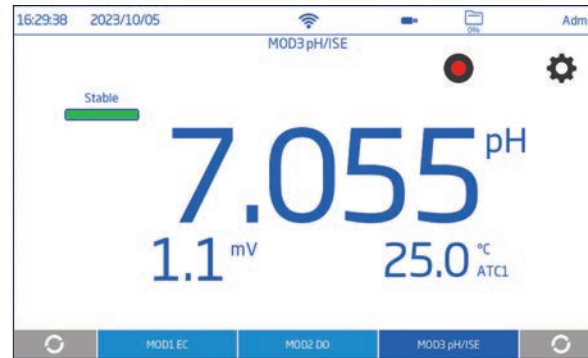 16:29:38 2023/10/05 0% Adm
MOD3 pH/ISE
Stable
7.055 pH
1.1 mV 25.0 °C
ATC1
MOD1 EC MOD2 DO MOD3 pH/ISE